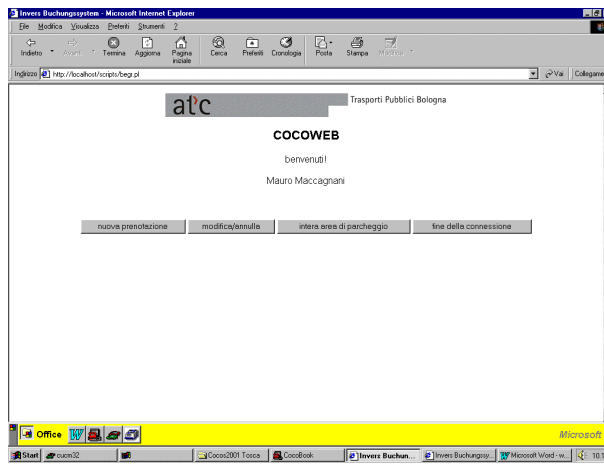 Invers Buchungssystem - Microsoft Internet Explorer
File Modifica Visualizza Preferiti Strumenti ?
Indietro Avanti Termina Aggiorna Pagina iniziale Cerca Preferiti Cronologia Posta Stampa Modifica
Indirizzo http://localhost/scripts/begr.pl Vai Collegame
atc Trasporti Pubblici Bologna
COCOWEB
benvenuti!
Mauro Maccagnani
nuova prenotazione modifica/annulla intera area di parcheggio fine della connessione
Office Microsoft
Start cucm32 Cocos2001 Tosca CocoBook Invers Buchun... Invers Buchungssy... Microsoft Word - w... 10.1